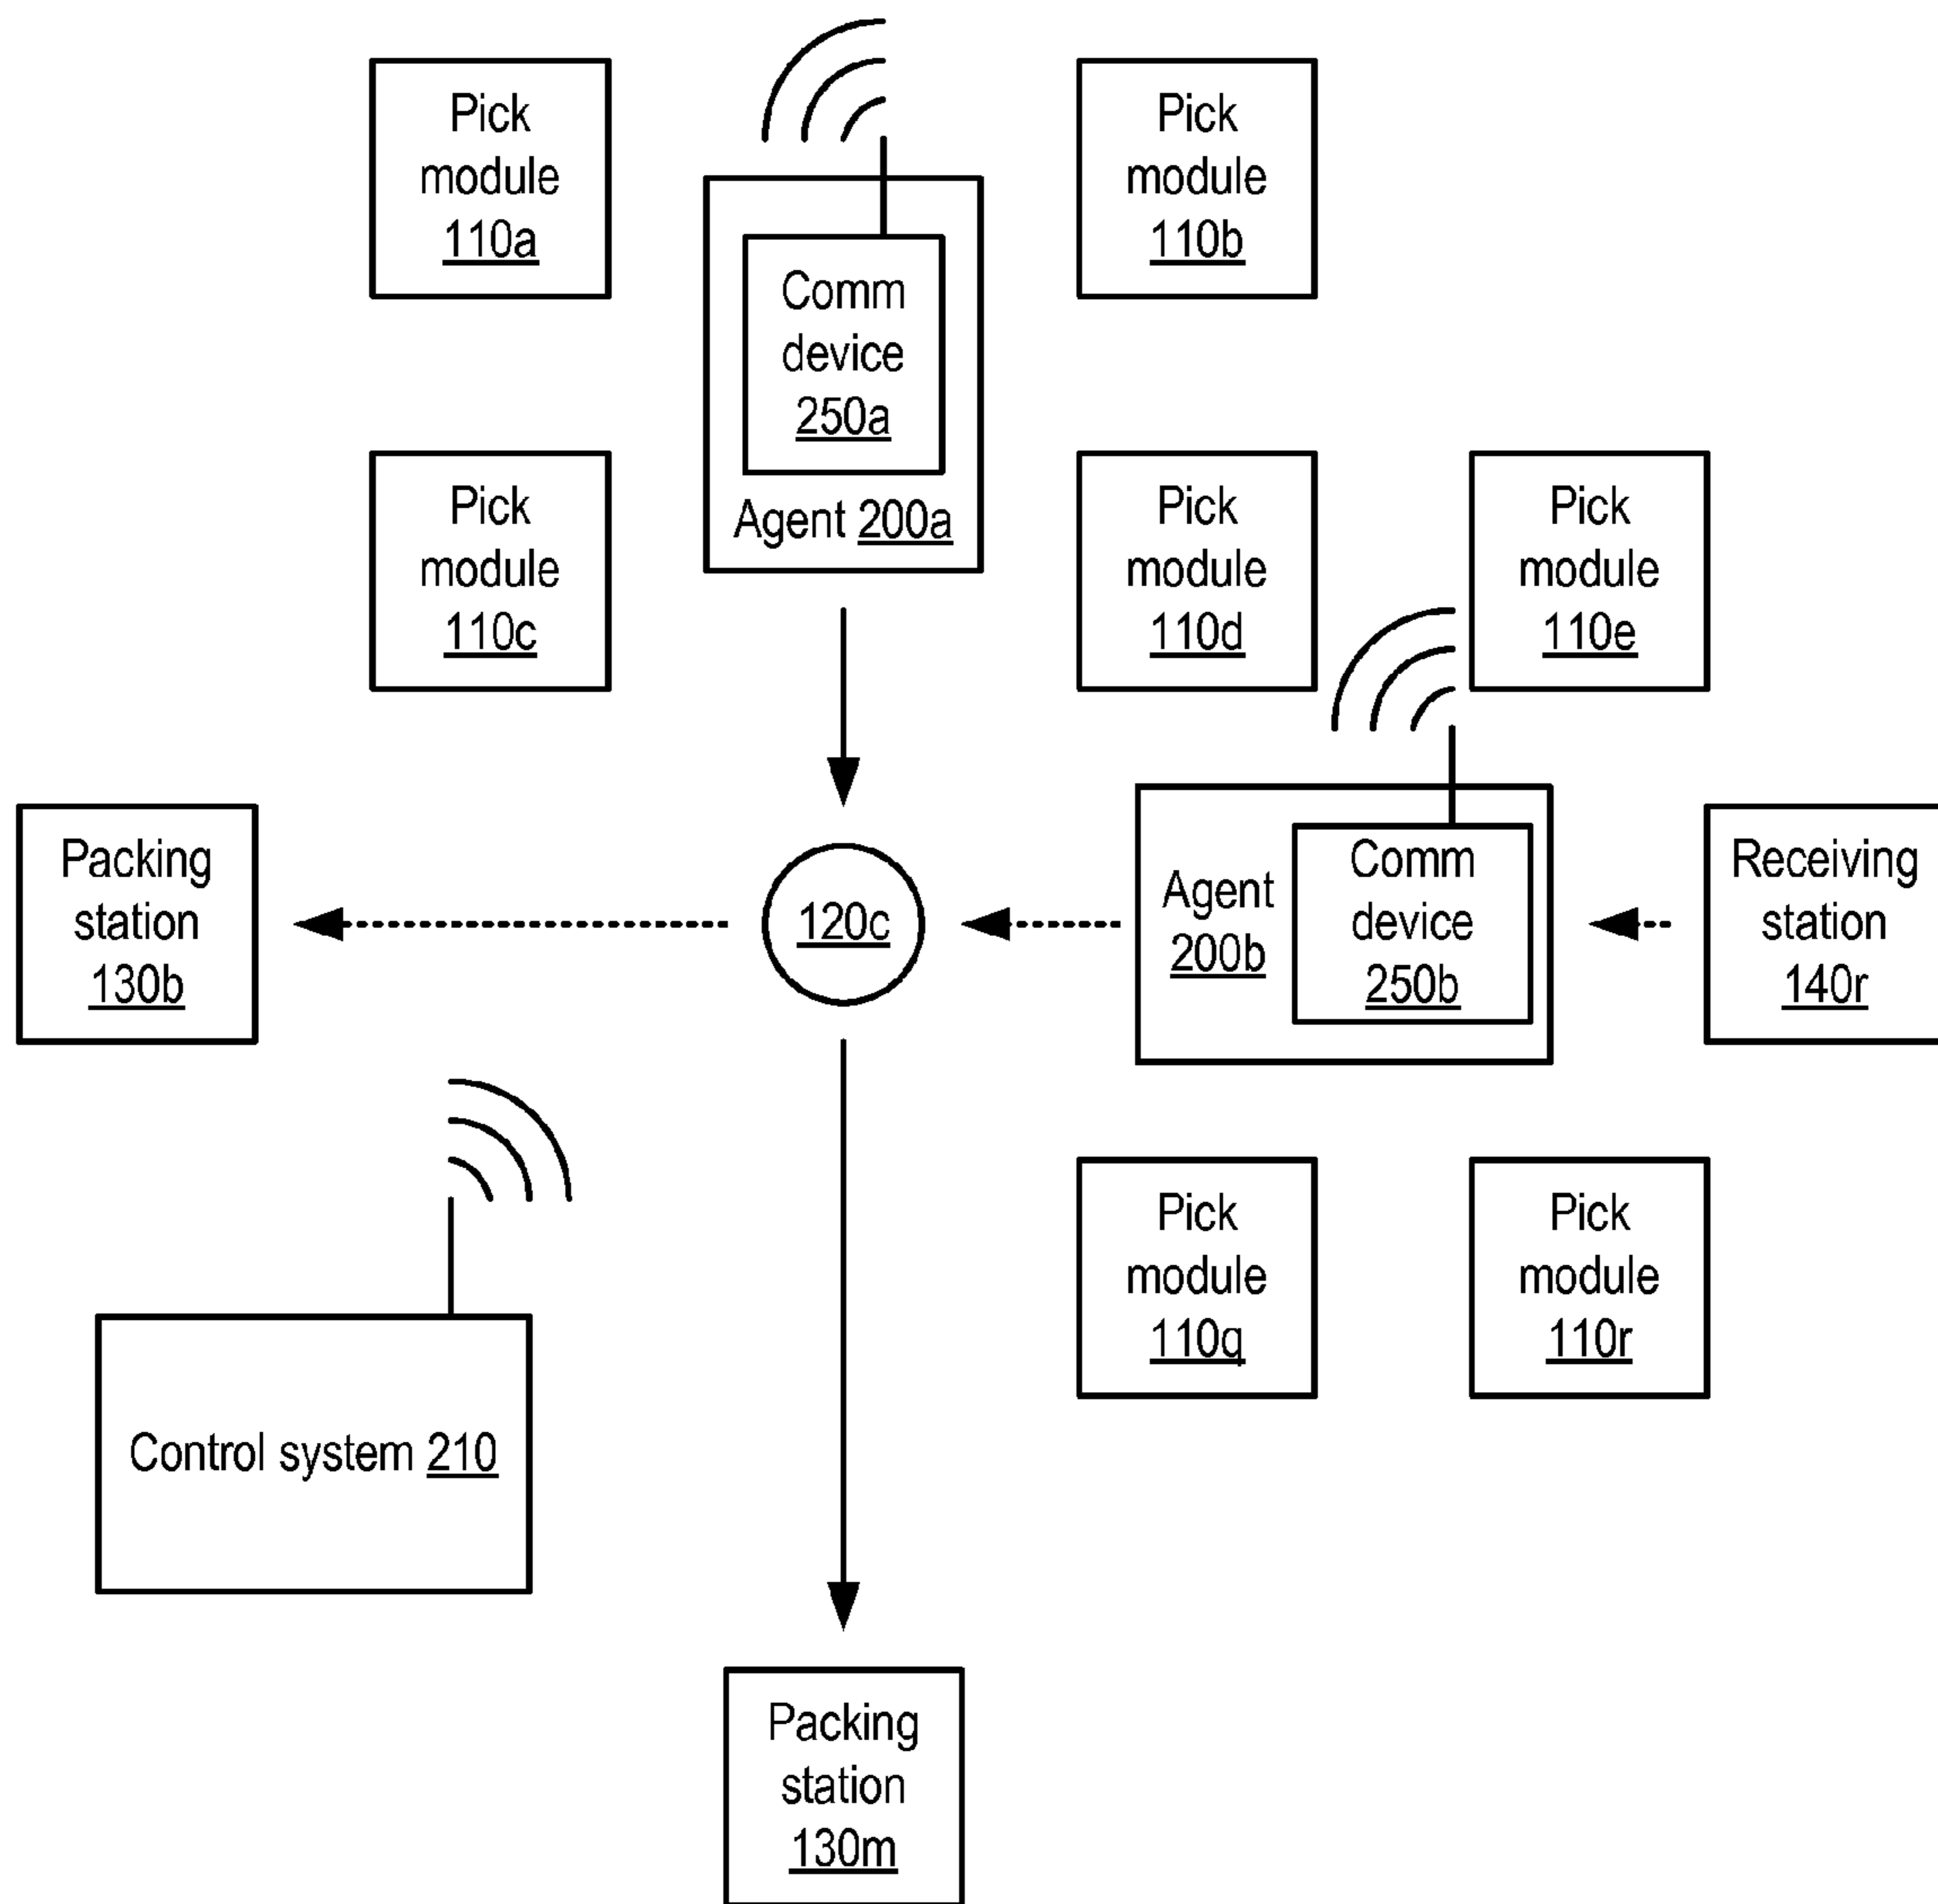 Pick
module
110a
Pick
module
110b
Comm
device
250a
Agent 200a
Pick
module
110c
Pick
module
110d
Pick
module
110e
Packing
station
130b
120c
Agent
200b
Comm
device
250b
Receiving
station
140r
Pick
module
110q
Pick
module
110r
Control system 210
Packing
station
130m